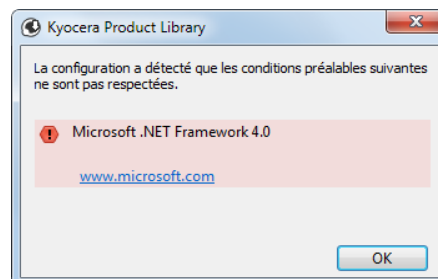 Kyocera Product Library
La configuration a détecté que les conditions préalables suivantes
ne sont pas respectées.
Microsoft .NET Framework 4.0
www.microsoft.com
OK